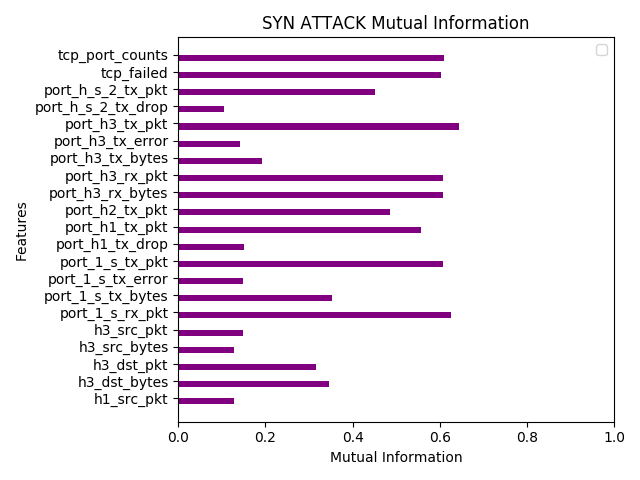 SYN ATTACK Mutual Information
tcp_port_counts
tcp_failed
port_h_s_2_tx_pkt
port_h_s_2_tx_drop
port_h3_tx_pkt
port_h3_tx_error
port_h3_tx_bytes
port_h3_rx_pkt
port_h3_rx_bytes
port_h2_tx_pkt
port_h1_tx_pkt
port_h1_tx_drop
port_1_s_tx_pkt
port_1_s_tx_error
port_1_s_tx_bytes
port_1_s_rx_pkt
h3_src_pkt
h3_src_bytes
h3_dst_pkt
h3_dst_bytes
h1_src_pkt
Features
0.0 0.2 0.4 0.6 0.8 1.0
Mutual Information